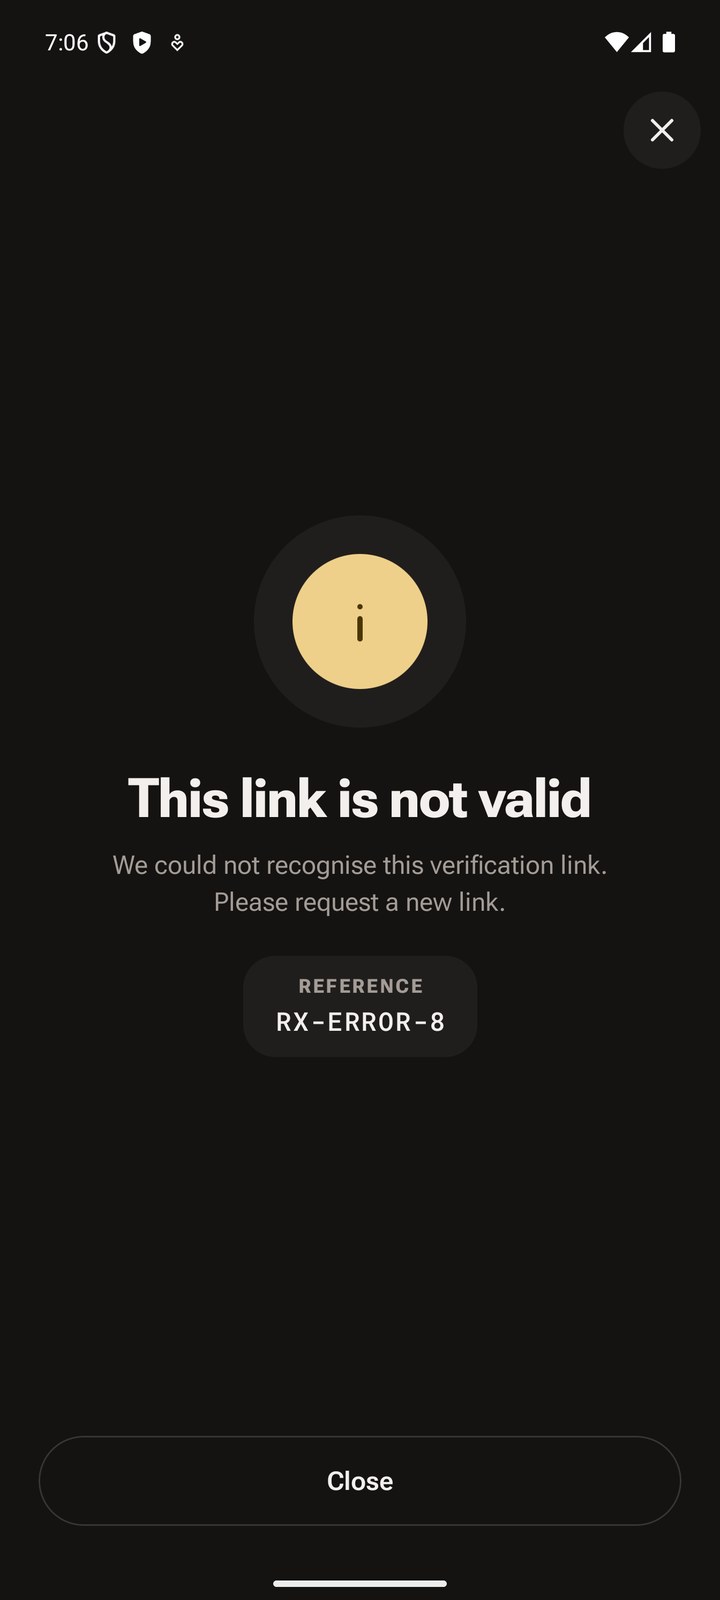 7:06
This link is not valid
We could not recognise this verification link.
Please request a new link.
REFERENCE
RX-ERROR-8
Close